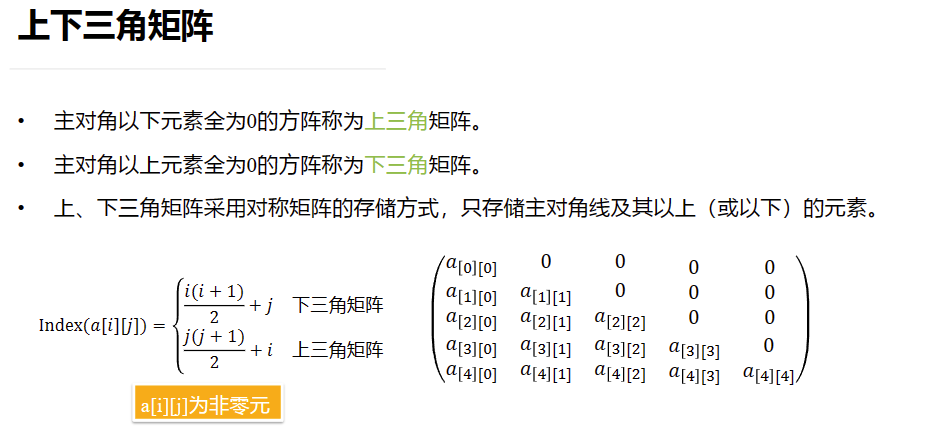 上下三角矩阵
• 主对角以下元素全为0的方阵称为上三角矩阵。
• 主对角以上元素全为0的方阵称为下三角矩阵。
• 上、下三角矩阵采用对称矩阵的存储方式，只存储主对角线及其以上（或以下）的元素。
Index(a[i][j]) =
i(i + 1)/2 + j 下三角矩阵
j(j + 1)/2 + i 上三角矩阵
a[i][j]为非零元
a[0][0] 0 0 0 0
a[1][0] a[1][1] 0 0 0
a[2][0] a[2][1] a[2][2] 0 0
a[3][0] a[3][1] a[3][2] a[3][3] 0
a[4][0] a[4][1] a[4][2] a[4][3] a[4][4]